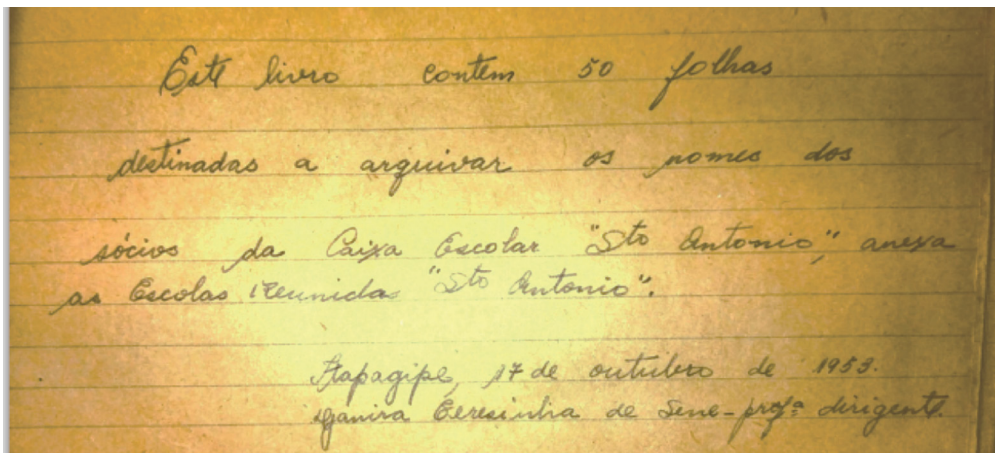 Este livro contem 50 folhas
destinadas a arquivar os nomes dos
sócios da Caixa Escolar "Sto Antonio", anexa
as Escolas Reunidas "Sto Antonio".
Itapagipe, 17 de outubro de 1953.
Teresinha de Sene - profª dirigente.